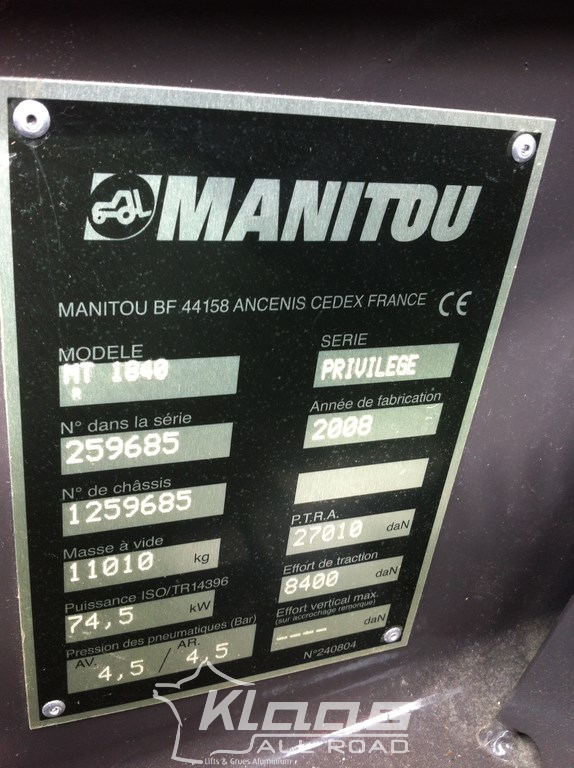 MANITOU
MANITOU BF 44158 ANCENIS CEDEX FRANCE CE
MODELE
MT 1840
R
SERIE
PRIVILEGE
N° dans la série
259685
Année de fabrication
2008
N° de châssis
1259685
P.T.R.A.
27010 daN
Masse à vide
11010 kg
Effort de traction
8400 daN
Puissance ISO/TR14396
74,5 kW
Effort vertical max.
(sur accrochage remorque)
---- daN
Pression des pneumatiques (Bar)
AV. 4,5 / AR. 4,5
N°240804
Klaas
ALL ROAD
Lifts & Grues Aluminium